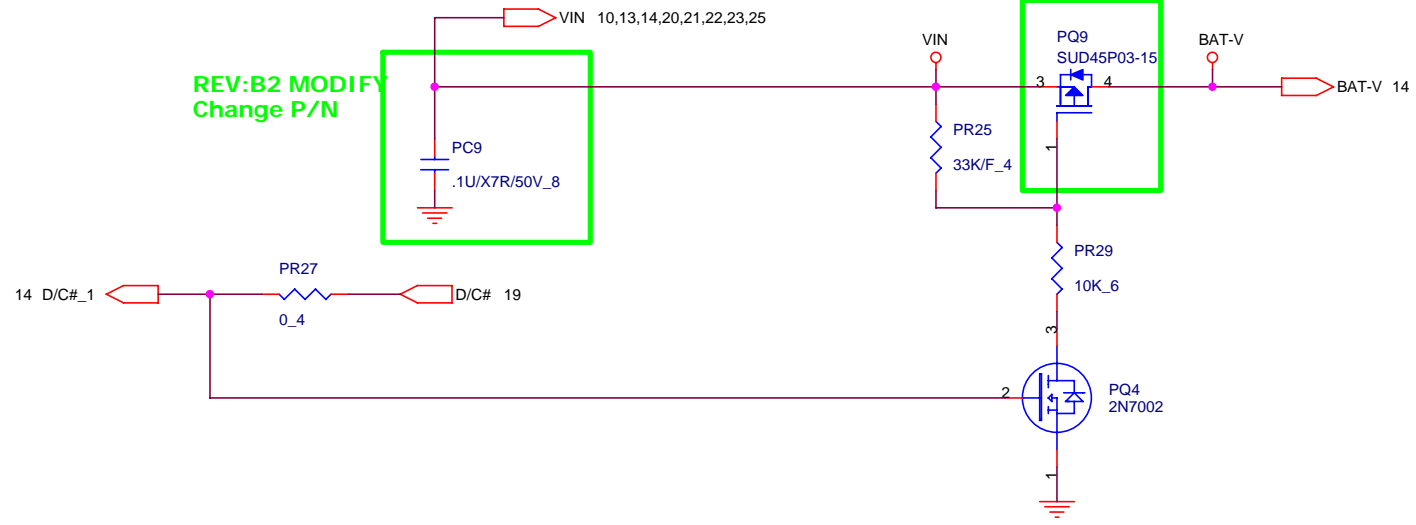 VIN 10,13,14,20,21,22,23,25
REV:B2 MODIFY
Change P/N
VIN
PQ9
SUD45P03-15
BAT-V
3
4
BAT-V 14
PR25
33K/F_4
1
PC9
.1U/X7R/50V_8
PR29
10K_6
14 D/C#_1
PR27
0_4
D/C# 19
3
2
PQ4
2N7002
1